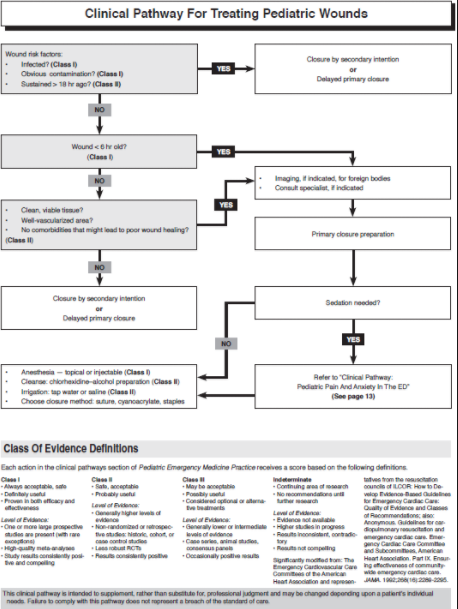 Clinical Pathway For Treating Pediatric Wounds
Wound risk factors:
• Infected? (Class I)
• Obvious contamination? (Class I)
• Sustained > 18 hr ago? (Class II)
YES
Closure by secondary intention
or
Delayed primary closure
NO
Wound < 6 hr old?
(Class I)
YES
NO
• Imaging, if indicated, for foreign bodies
• Consult specialist, if indicated
• Clean, viable tissue?
• Well-vascularized area?
• No comorbidities that might lead to poor wound healing?
(Class II)
YES
Primary closure preparation
NO
Closure by secondary intention
or
Delayed primary closure
Sedation needed?
NO
YES
• Anesthesia — topical or injectable (Class I)
• Cleanse: chlorhexidine–alcohol preparation (Class II)
• Irrigation: tap water or saline (Class II)
• Choose closure method: suture, cyanoacrylate, staples
Refer to "Clinical Pathway:
Pediatric Pain And Anxiety In The ED"
(See page 13)
Class Of Evidence Definitions
Each action in the clinical pathways section of Pediatric Emergency Medicine Practice receives a score based on the following definitions.
Class I
• Always acceptable, safe
• Definitely useful
• Proven in both efficacy and
effectiveness
Level of Evidence:
• One or more large prospective
studies are present (with rare
exceptions)
• High-quality meta-analyses
• Study results consistently posi-
tive and compelling
Class II
• Safe, acceptable
• Probably useful
Level of Evidence:
• Generally higher levels of
evidence
• Non-randomized or retrospec-
tive studies: historic, cohort, or
case control studies
• Less robust RCTs
• Results consistently positive
Class III
• May be acceptable
• Possibly useful
• Considered optional or alterna-
tive treatments
Level of Evidence:
• Generally lower or intermediate
levels of evidence
• Case series, animal studies,
consensus panels
• Occasionally positive results
Indeterminate
• Continuing area of research
• No recommendations until
further research
Level of Evidence:
• Evidence not available
• Higher studies in progress
• Results inconsistent, contradic-
tory
• Results not compelling
Significantly modified from: The
Emergency Cardiovascular Care
Committees of the American
Heart Association and represen-
tatives from the resuscitation
councils of ILCOR: How to De-
velop Evidence-Based Guidelines
for Emergency Cardiac Care:
Quality of Evidence and Classes
of Recommendations; also:
Anonymous. Guidelines for car-
diopulmonary resuscitation and
emergency cardiac care. Emer-
gency Cardiac Care Committee
and Subcommittees, American
Heart Association. Part IX. Ensur-
ing effectiveness of community-
wide emergency cardiac care.
JAMA. 1992;268(16):2289-2295.
This clinical pathway is intended to supplement, rather than substitute for, professional judgment and may be changed depending upon a patient's individual
needs. Failure to comply with this pathway does not represent a breach of the standard of care.